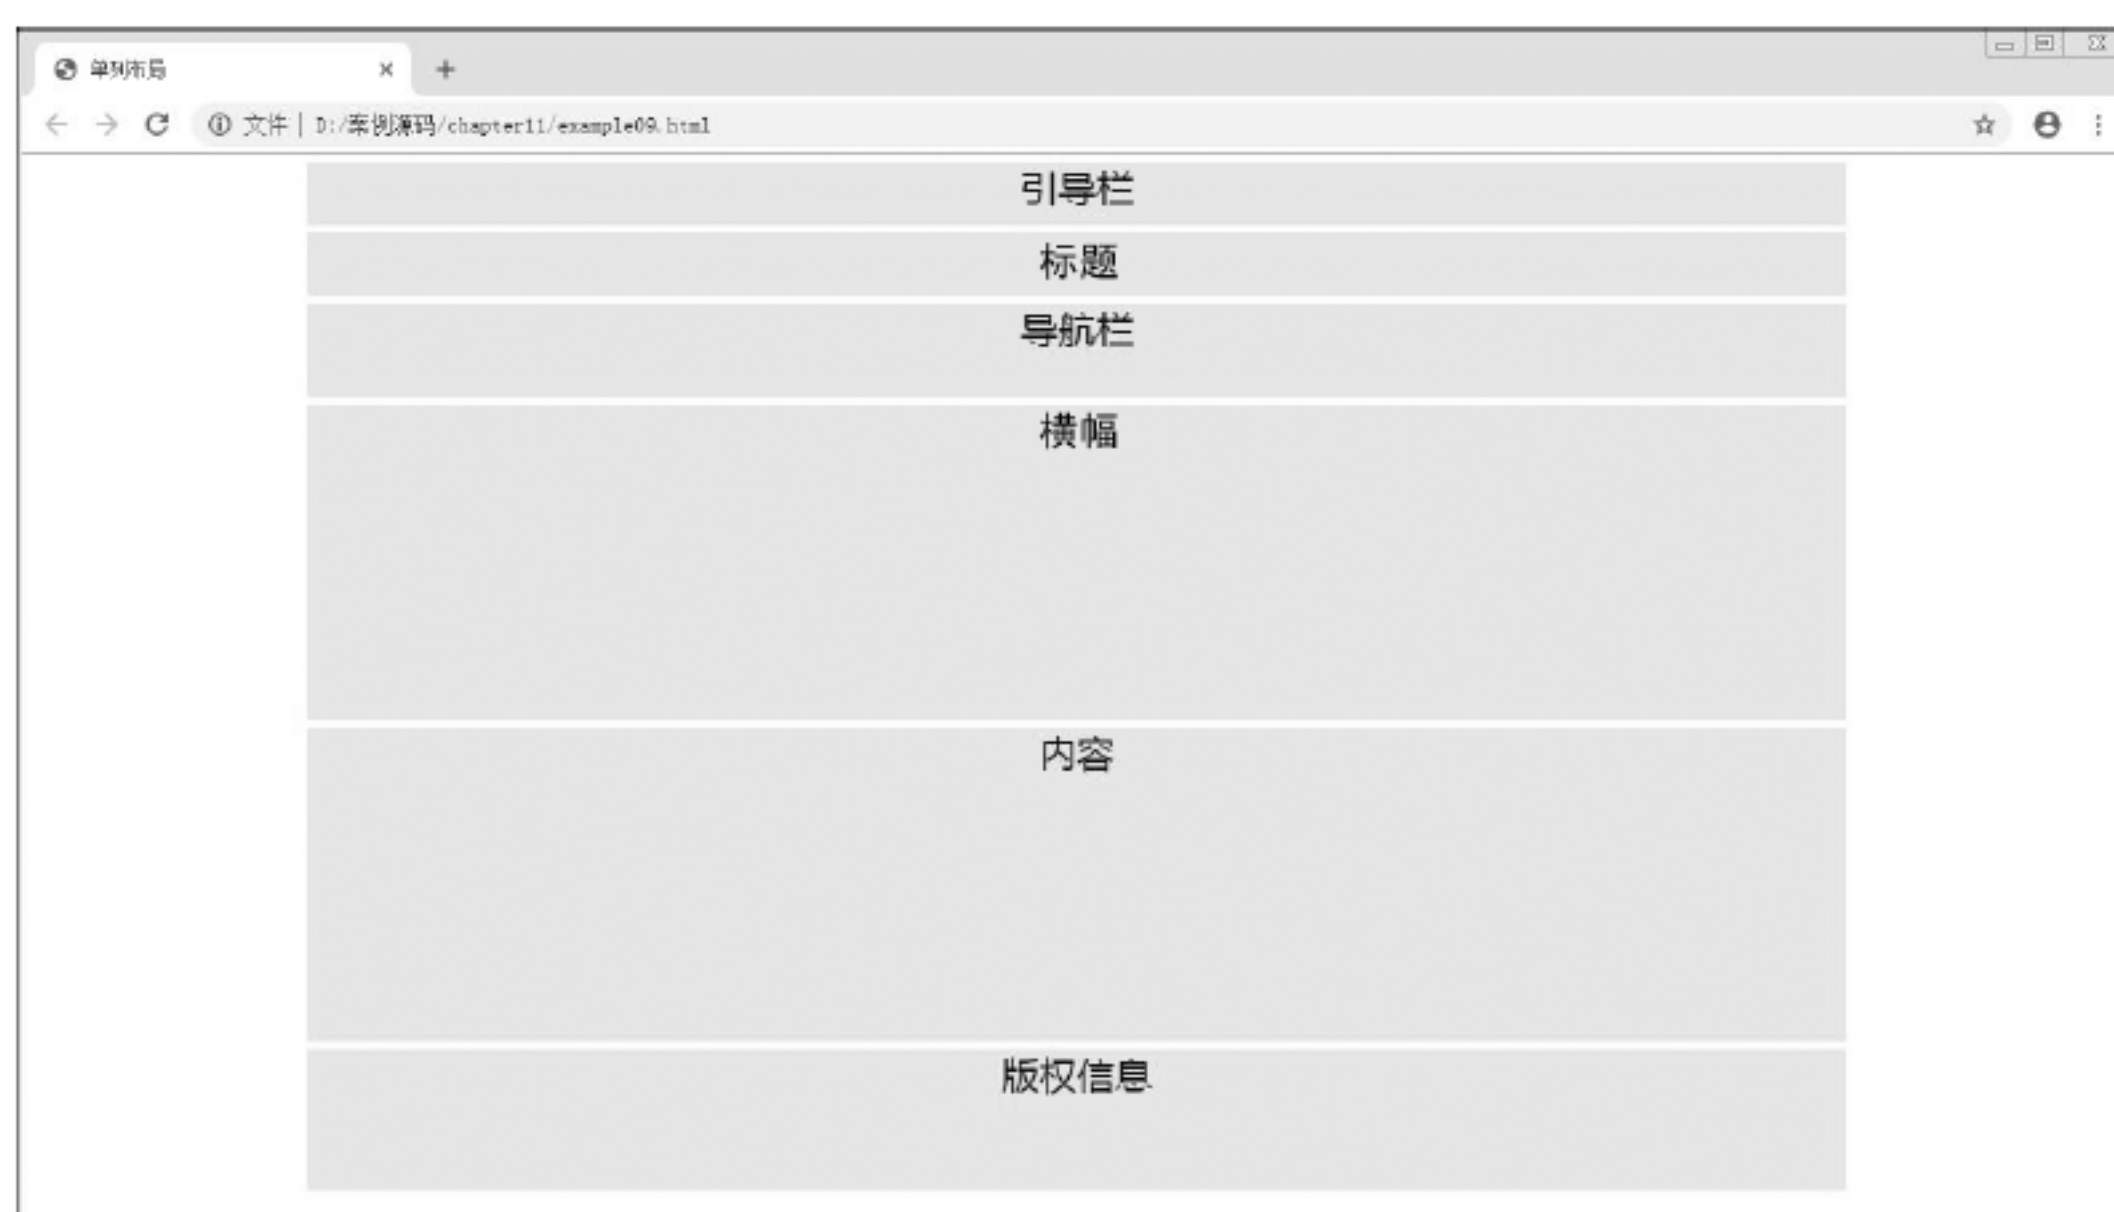 单列布局
文件 | D:/案例源码/chapter11/example09.html
引导栏
标题
导航栏
横幅
内容
版权信息